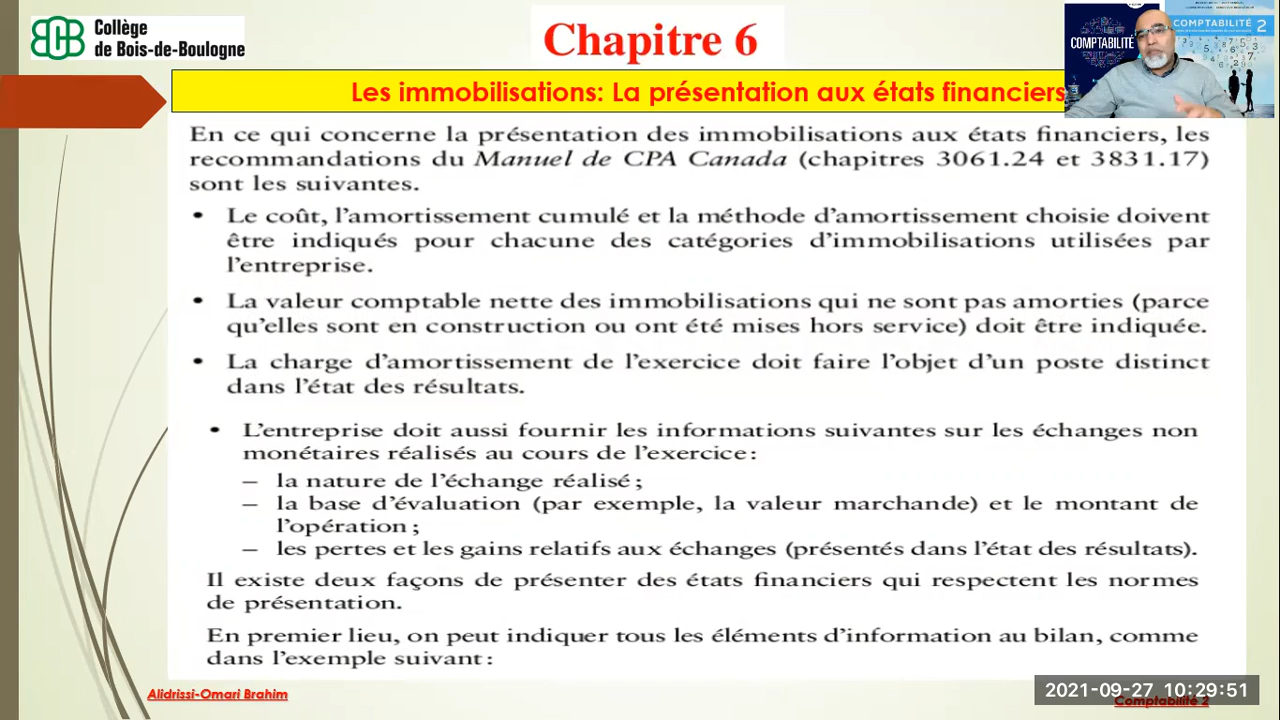 Collège
de Bois-de-Boulogne
Chapitre 6
COMPTABILITÉ
COMPTABILITÉ 2
Les immobilisations: La présentation aux états financiers
En ce qui concerne la présentation des immobilisations aux états financiers, les
recommandations du Manuel de CPA Canada (chapitres 3061.24 et 3831.17)
sont les suivantes.
• Le coût, l'amortissement cumulé et la méthode d'amortissement choisie doivent
être indiqués pour chacune des catégories d'immobilisations utilisées par
l'entreprise.
• La valeur comptable nette des immobilisations qui ne sont pas amorties (parce
qu'elles sont en construction ou ont été mises hors service) doit être indiquée.
• La charge d'amortissement de l'exercice doit faire l'objet d'un poste distinct
dans l'état des résultats.
• L'entreprise doit aussi fournir les informations suivantes sur les échanges non
monétaires réalisés au cours de l'exercice :
– la nature de l'échange réalisé ;
– la base d'évaluation (par exemple, la valeur marchande) et le montant de
l'opération ;
– les pertes et les gains relatifs aux échanges (présentés dans l'état des résultats).
Il existe deux façons de présenter des états financiers qui respectent les normes
de présentation.
En premier lieu, on peut indiquer tous les éléments d'information au bilan, comme
dans l'exemple suivant :
Alidrissi-Omari Brahim
2021-09-27 10:29:51
Comptabilité 2